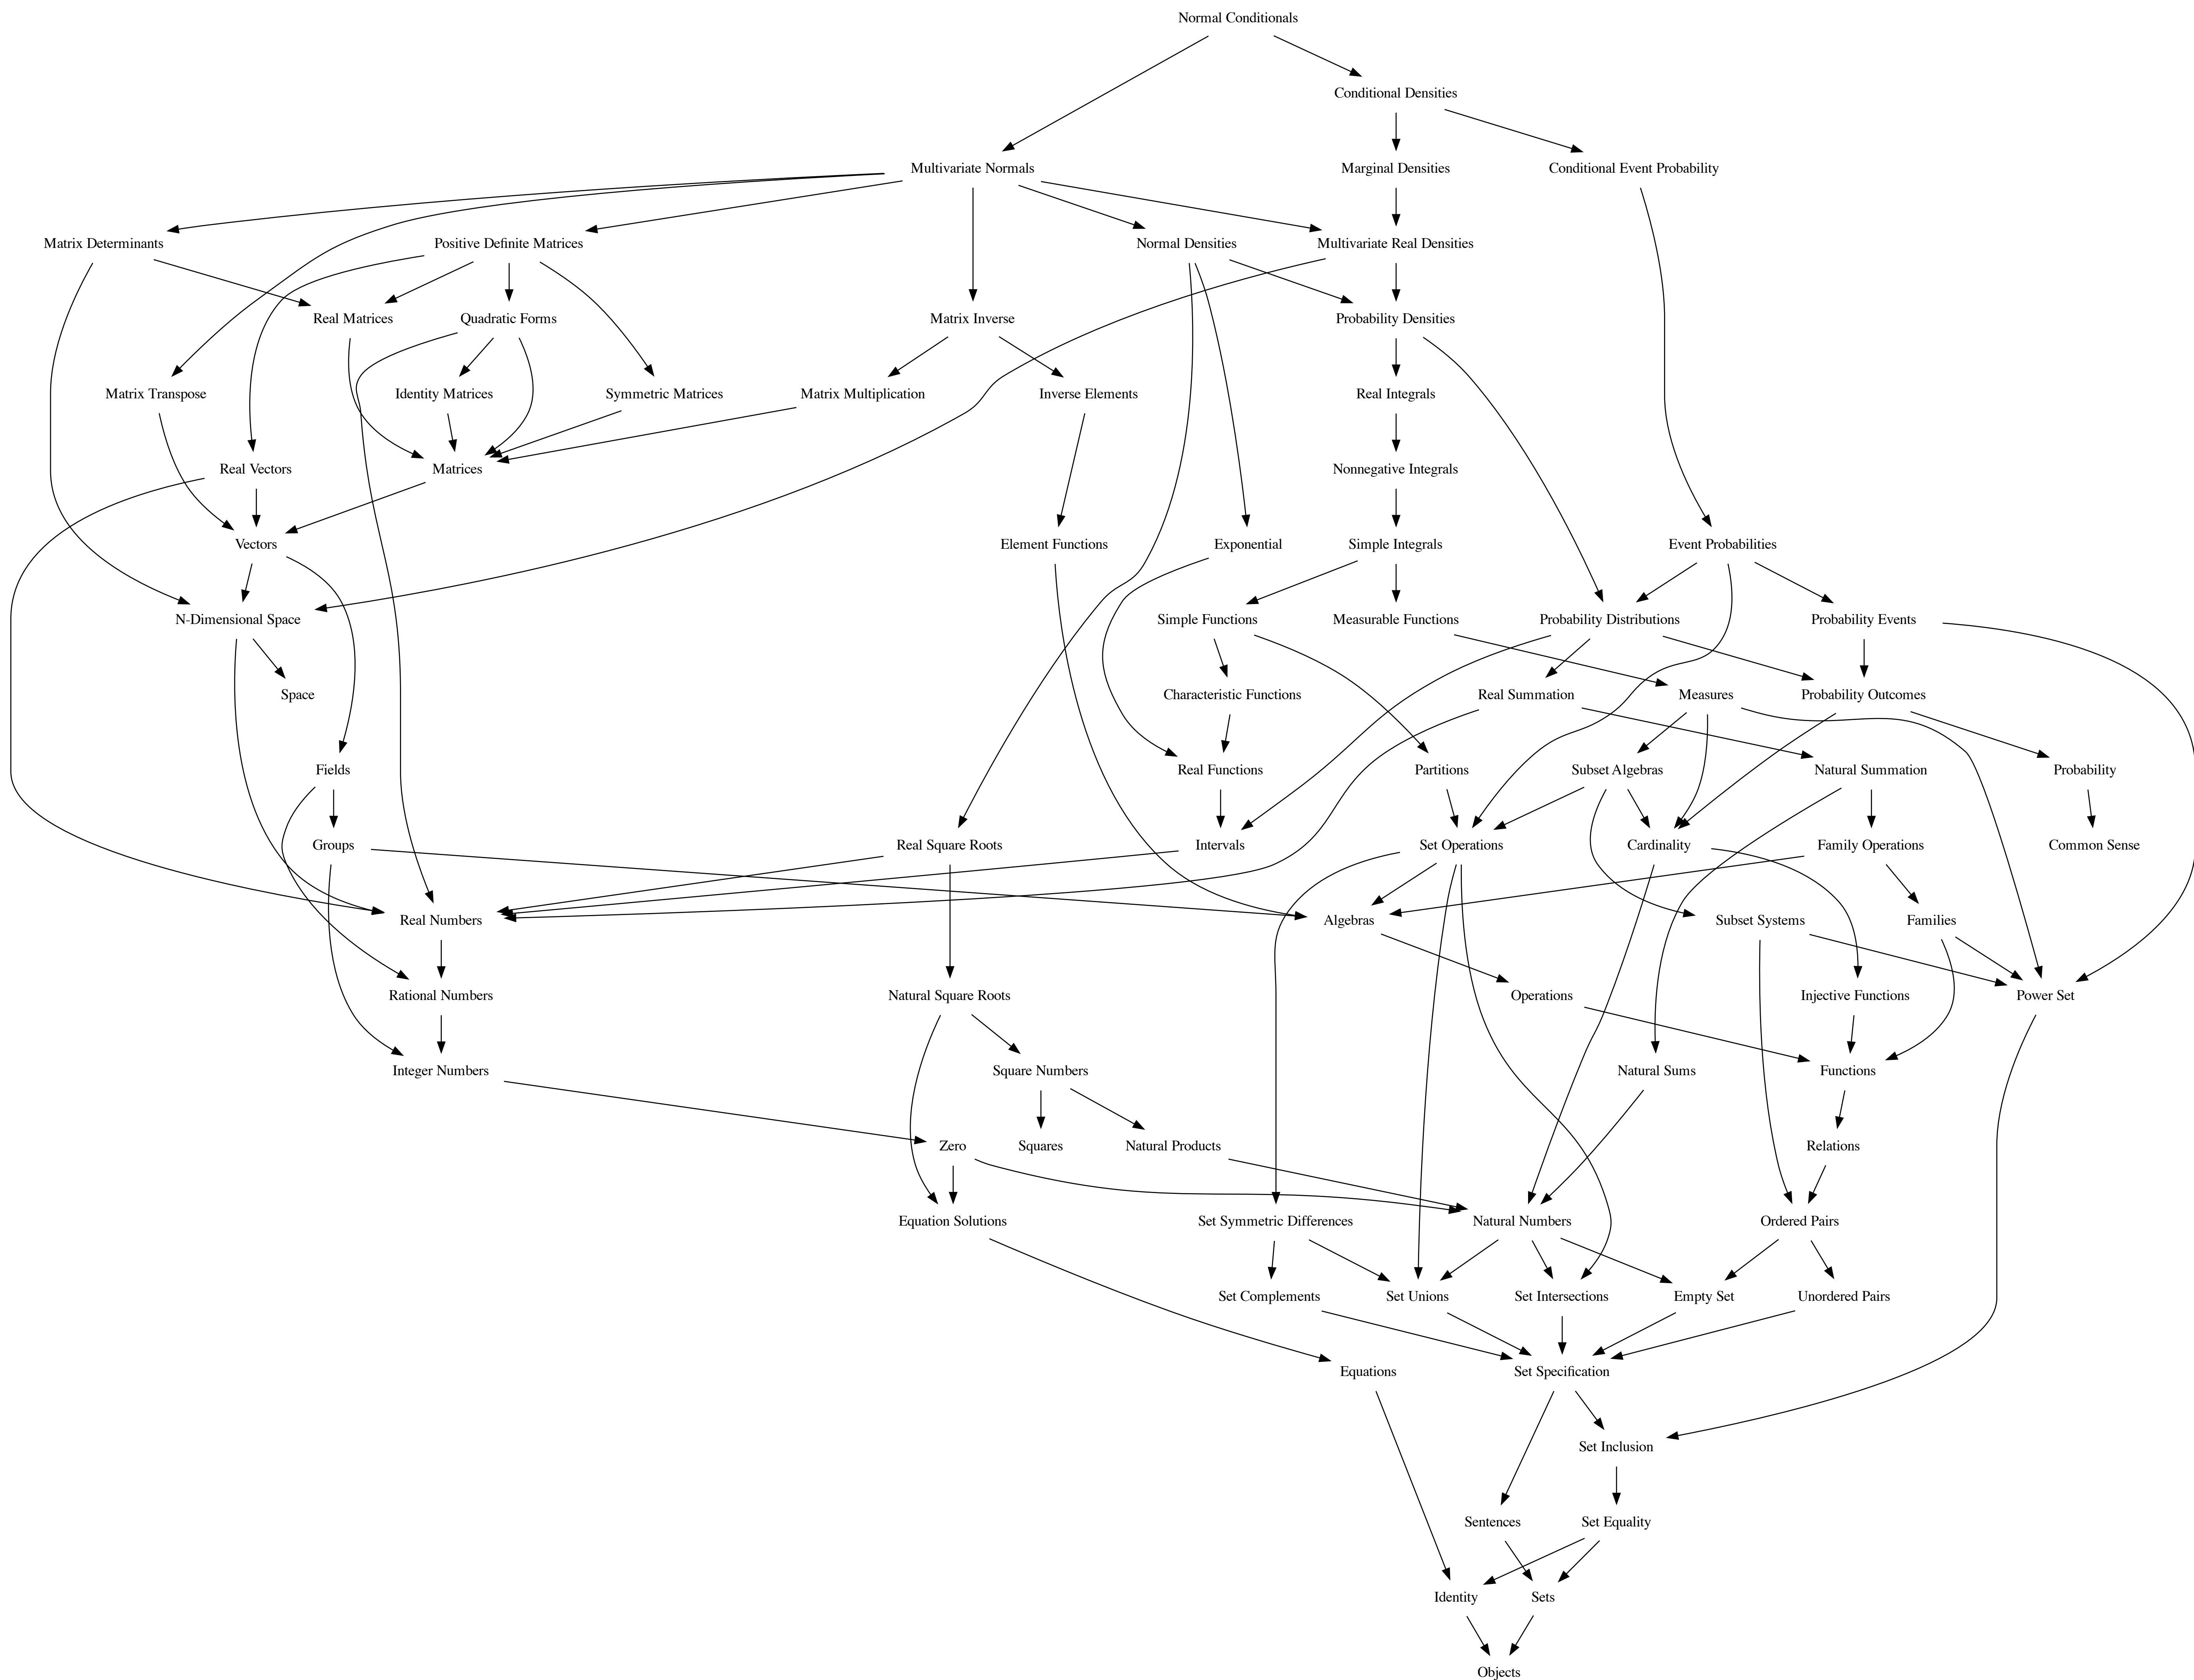 Normal Conditionals
Conditional Densities
Multivariate Normals
Marginal Densities
Conditional Event Probability
Matrix Determinants
Positive Definite Matrices
Normal Densities
Multivariate Real Densities
Real Matrices
Quadratic Forms
Matrix Inverse
Probability Densities
Matrix Transpose
Identity Matrices
Symmetric Matrices
Matrix Multiplication
Inverse Elements
Real Integrals
Real Vectors
Matrices
Nonnegative Integrals
Vectors
Element Functions
Exponential
Simple Integrals
Event Probabilities
N-Dimensional Space
Simple Functions
Measurable Functions
Probability Distributions
Probability Events
Space
Characteristic Functions
Real Summation
Measures
Probability Outcomes
Fields
Real Functions
Partitions
Subset Algebras
Natural Summation
Probability
Groups
Real Square Roots
Intervals
Set Operations
Cardinality
Family Operations
Common Sense
Real Numbers
Algebras
Subset Systems
Families
Rational Numbers
Natural Square Roots
Operations
Injective Functions
Power Set
Integer Numbers
Square Numbers
Natural Sums
Functions
Zero
Squares
Natural Products
Relations
Equation Solutions
Set Symmetric Differences
Natural Numbers
Ordered Pairs
Set Complements
Set Unions
Set Intersections
Empty Set
Unordered Pairs
Equations
Set Specification
Set Inclusion
Sentences
Set Equality
Identity
Sets
Objects